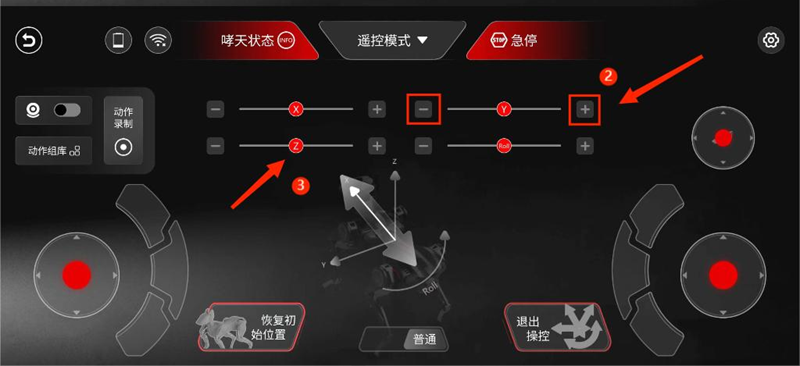 哮天状态 INFO
遥控模式
STOP 急停
2
动作
录制
动作组库
X
Y
Z
Roll
3
Z
X
Y
Roll
恢复初
始位置
普通
退出
操控